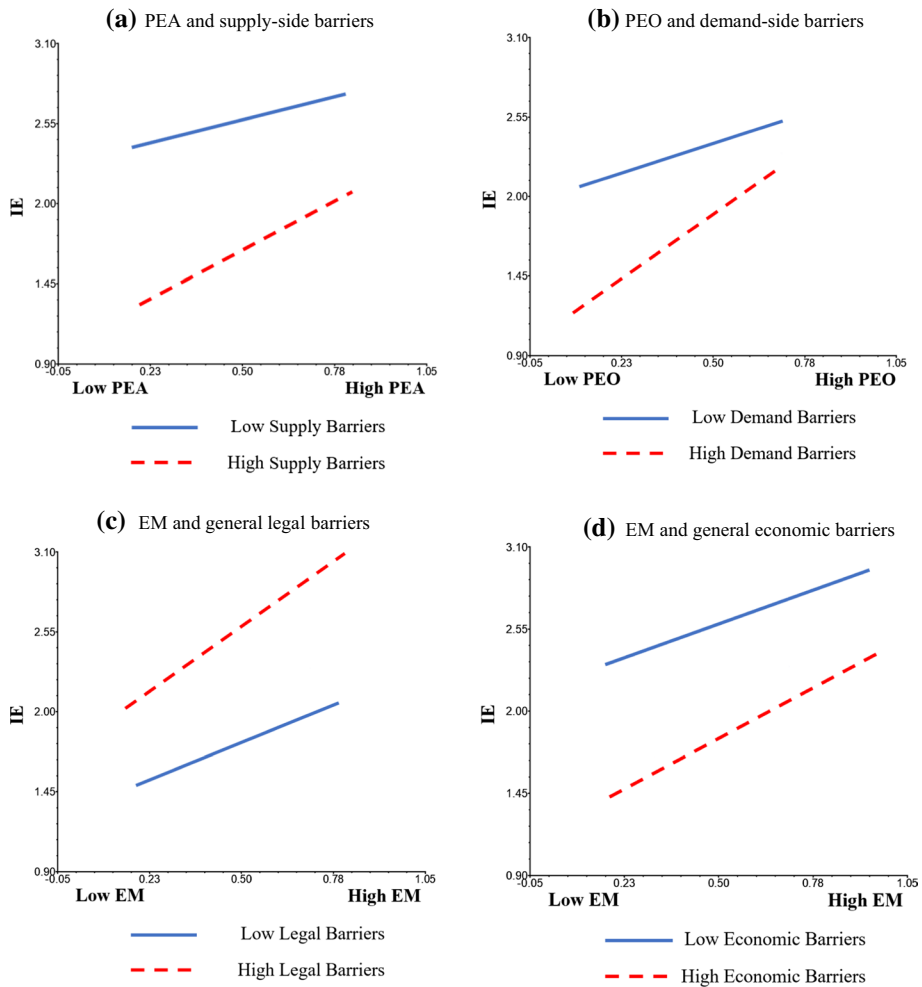 (a) PEA and supply-side barriers
3.10
2.55
2.00
1.45
0.90
IE
-0.05 0.23 0.50 0.78 1.05
Low PEA High PEA
Low Supply Barriers
High Supply Barriers
(b) PEO and demand-side barriers
3.10
2.55
2.00
1.45
0.90
IE
-0.05 0.23 0.50 0.78 1.05
Low PEO High PEO
Low Demand Barriers
High Demand Barriers
(c) EM and general legal barriers
3.10
2.55
2.00
1.45
0.90
IE
-0.05 0.23 0.50 0.78 1.05
Low EM High EM
Low Legal Barriers
High Legal Barriers
(d) EM and general economic barriers
3.10
2.55
2.00
1.45
0.90
IE
-0.05 0.23 0.50 0.78 1.05
Low EM High EM
Low Economic Barriers
High Economic Barriers